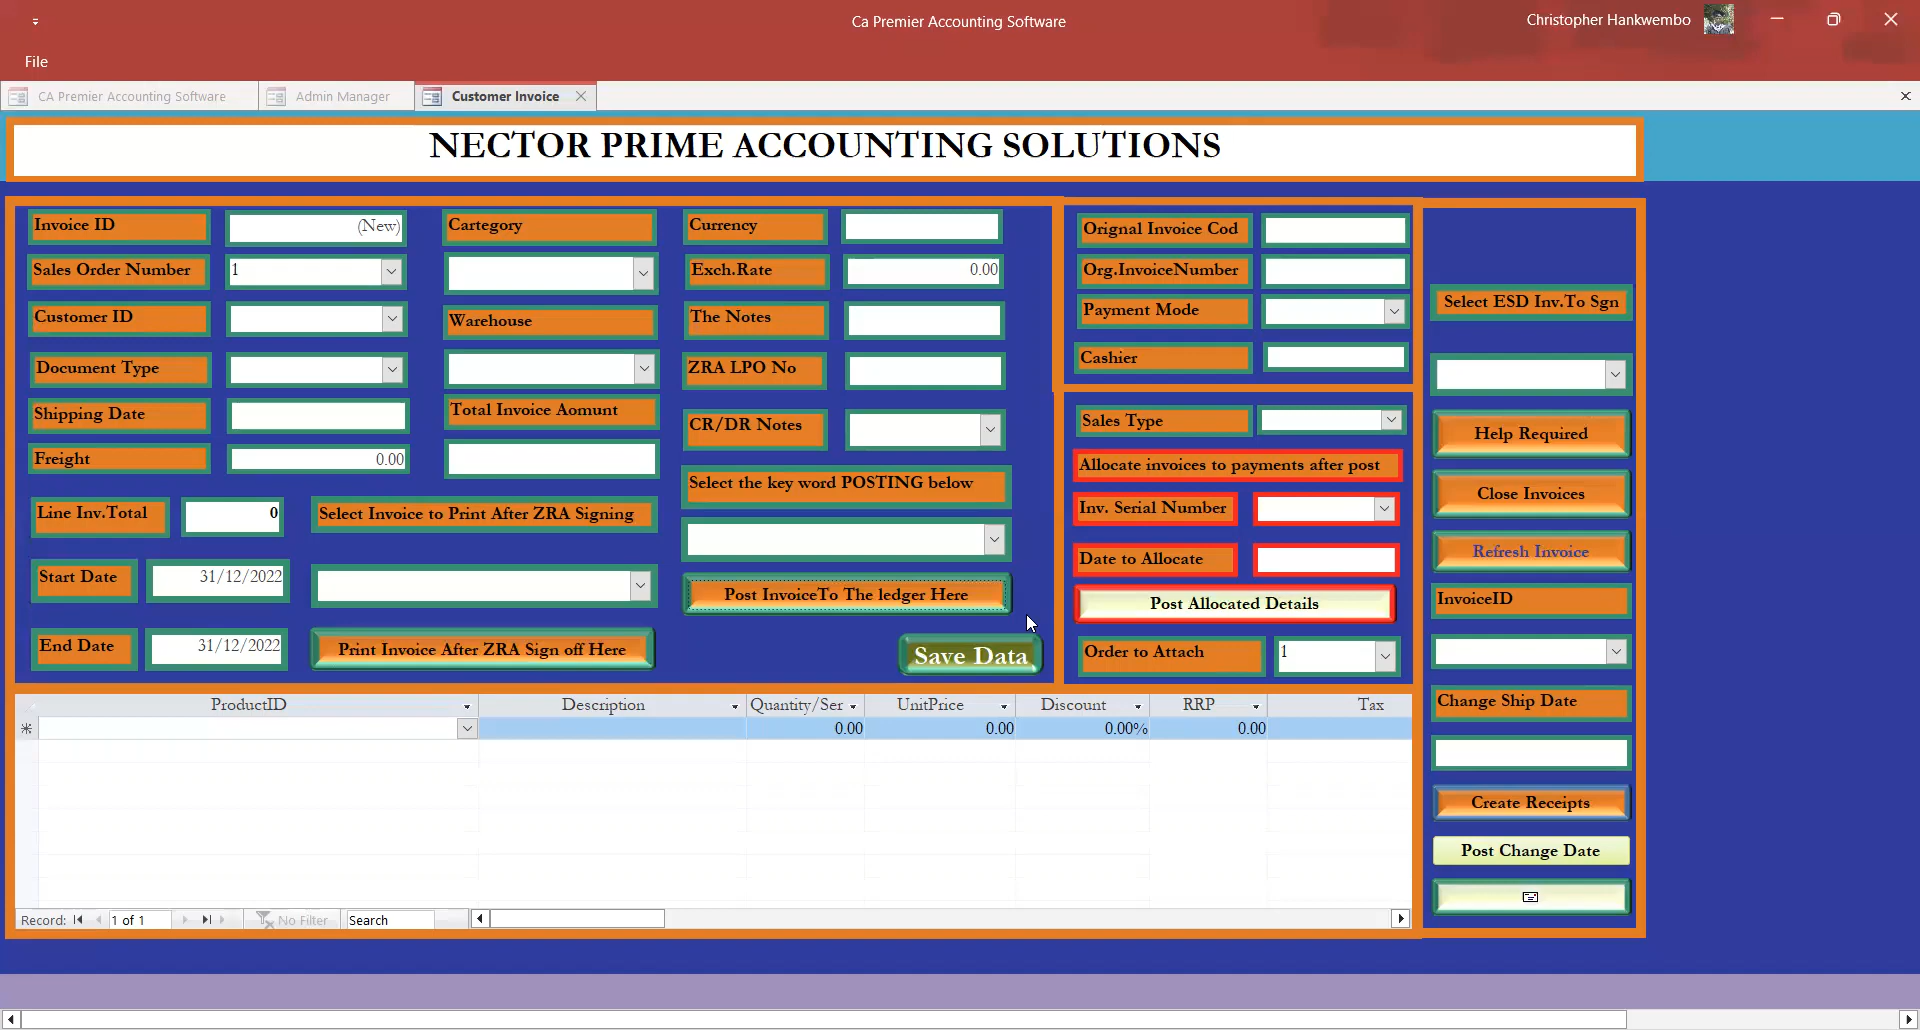 Ca Premier Accounting Software
Christopher Hankwembo
File
CA Premier Accounting Software
Admin Manager
Customer Invoice
NECTOR PRIME ACCOUNTING SOLUTIONS
Invoice ID
(New)
Cartegory
Currency
Sales Order Number
1
Exch.Rate
0.00
Customer ID
Warehouse
The Notes
Document Type
ZRA LPO No
Shipping Date
Total Invoice Aomunt
CR/DR Notes
Freight
0.00
Select the key word POSTING below
Line Inv.Total
0
Select Invoice to Print After ZRA Signing
Start Date
31/12/2022
Post InvoiceTo The ledger Here
End Date
31/12/2022
Print Invoice After ZRA Sign off Here
Save Data
Orignal Invoice Cod
Org.InvoiceNumber
Payment Mode
Cashier
Sales Type
Allocate invoices to payments after post
Inv. Serial Number
Date to Allocate
Post Allocated Details
Order to Attach
1
Select ESD Inv.To Sgn
Help Required
Close Invoices
Refresh Invoice
InvoiceID
Change Ship Date
Create Receipts
Post Change Date
ProductID
Description
Quantity/Ser
UnitPrice
Discount
RRP
Tax
0.00
0.00
0.00%
0.00
Record:
1 of 1
No Filter
Search